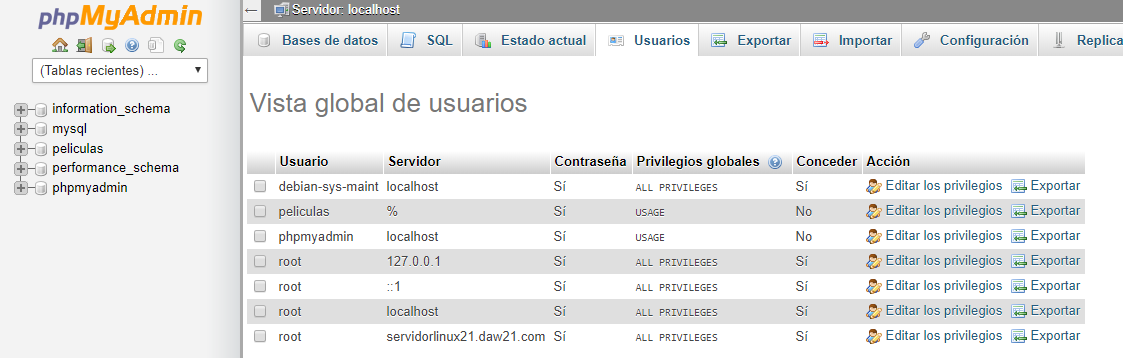 phpMyAdmin
(Tablas recientes) ...
information_schema
mysql
peliculas
performance_schema
phpmyadmin
Servidor: localhost
Bases de datos SQL Estado actual Usuarios Exportar Importar Configuración Replica
Vista global de usuarios
Usuario Servidor Contraseña Privilegios globales Conceder Acción
debian-sys-maint localhost Sí ALL PRIVILEGES Sí Editar los privilegios Exportar
peliculas % Sí USAGE No Editar los privilegios Exportar
phpmyadmin localhost Sí USAGE No Editar los privilegios Exportar
root 127.0.0.1 Sí ALL PRIVILEGES Sí Editar los privilegios Exportar
root ::1 Sí ALL PRIVILEGES Sí Editar los privilegios Exportar
root localhost Sí ALL PRIVILEGES Sí Editar los privilegios Exportar
root servidorlinux21.daw21.com Sí ALL PRIVILEGES Sí Editar los privilegios Exportar